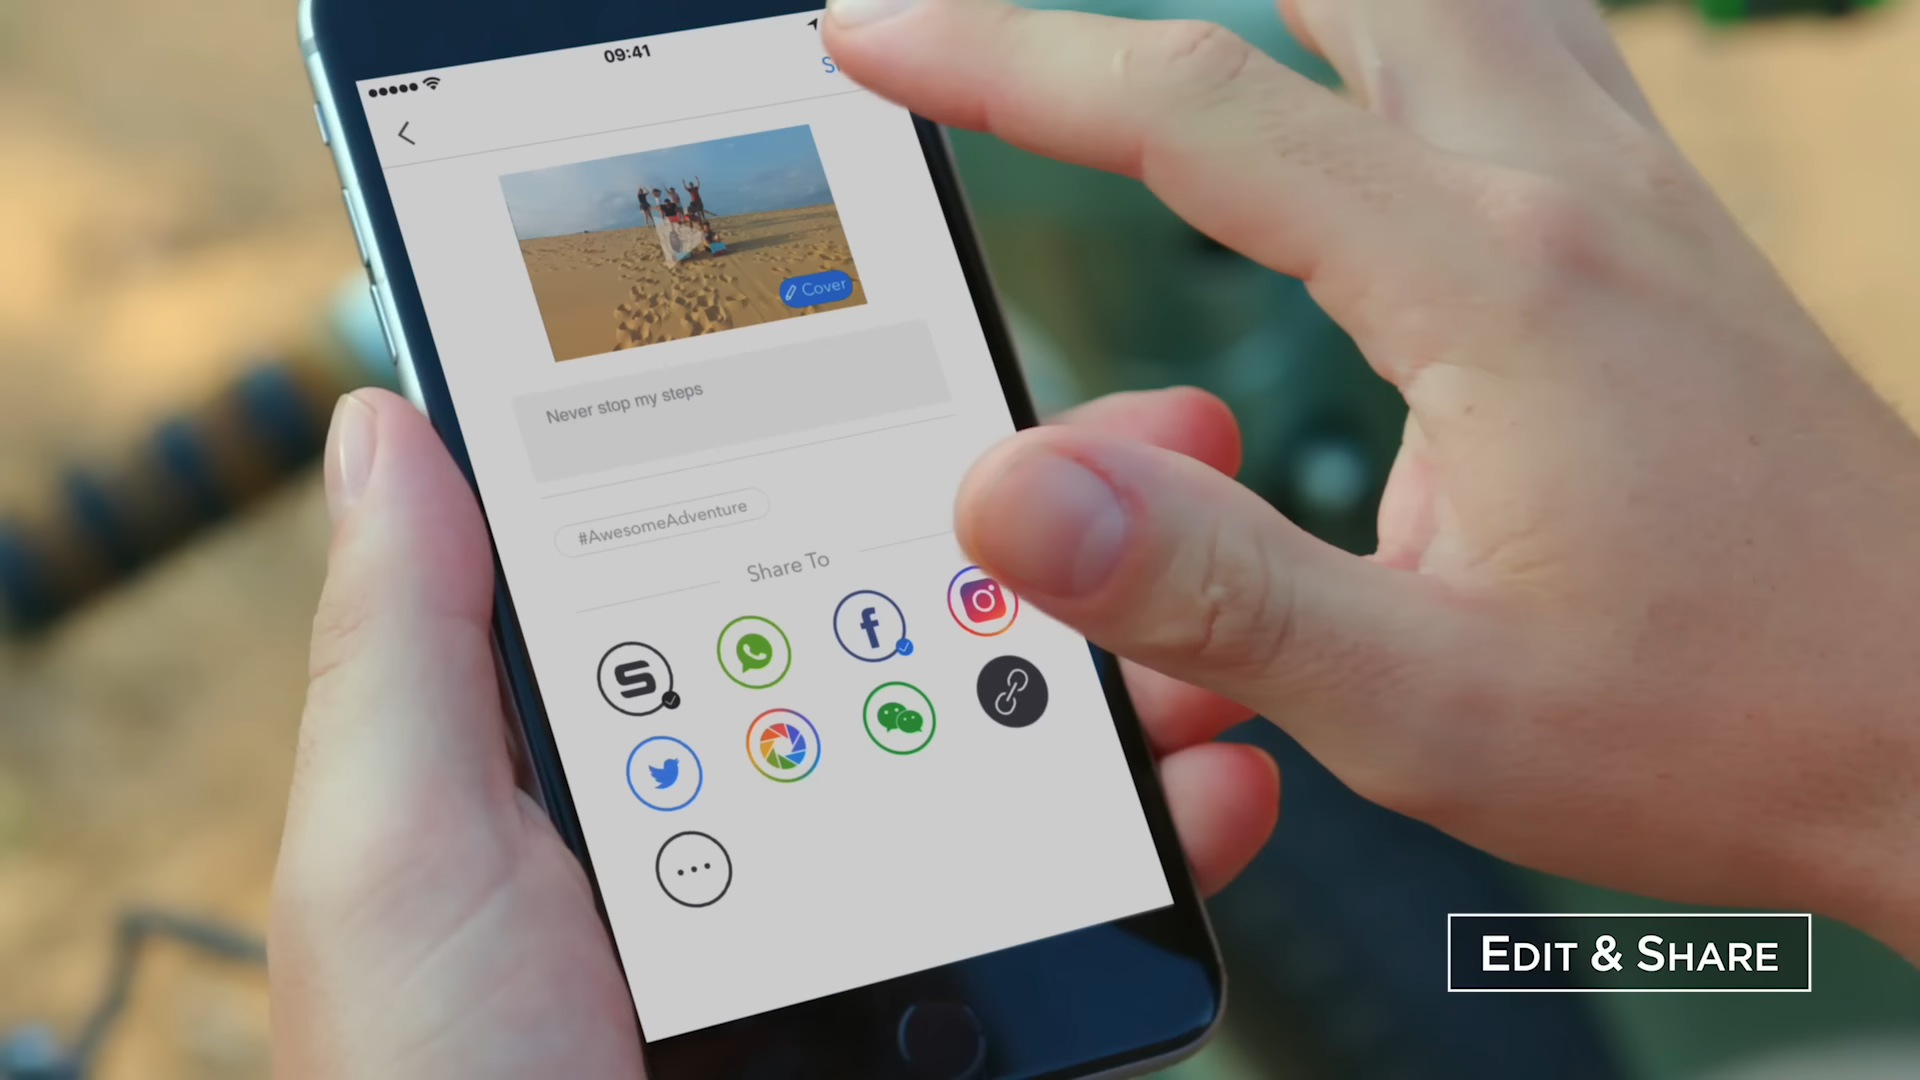 09:41
Cover
Never stop my steps
#AwesomeAdventure
Share To
EDIT & SHARE